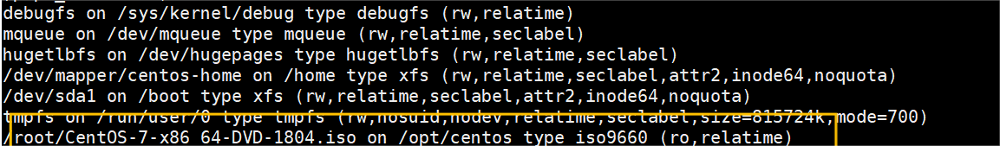 debugfs on /sys/kernel/debug type debugfs (rw,relatime)
mqueue on /dev/mqueue type mqueue (rw,relatime,seclabel)
hugetlbfs on /dev/hugepages type hugetlbfs (rw,relatime,seclabel)
/dev/mapper/centos-home on /home type xfs (rw,relatime,seclabel,attr2,inode64,noquota)
/dev/sda1 on /boot type xfs (rw,relatime,seclabel,attr2,inode64,noquota)
tmpfs on /run/user/0 type tmpfs (rw,nosuid,nodev,relatime,seclabel,size=815724k,mode=700)
/root/CentOS-7-x86_64-DVD-1804.iso on /opt/centos type iso9660 (ro,relatime)